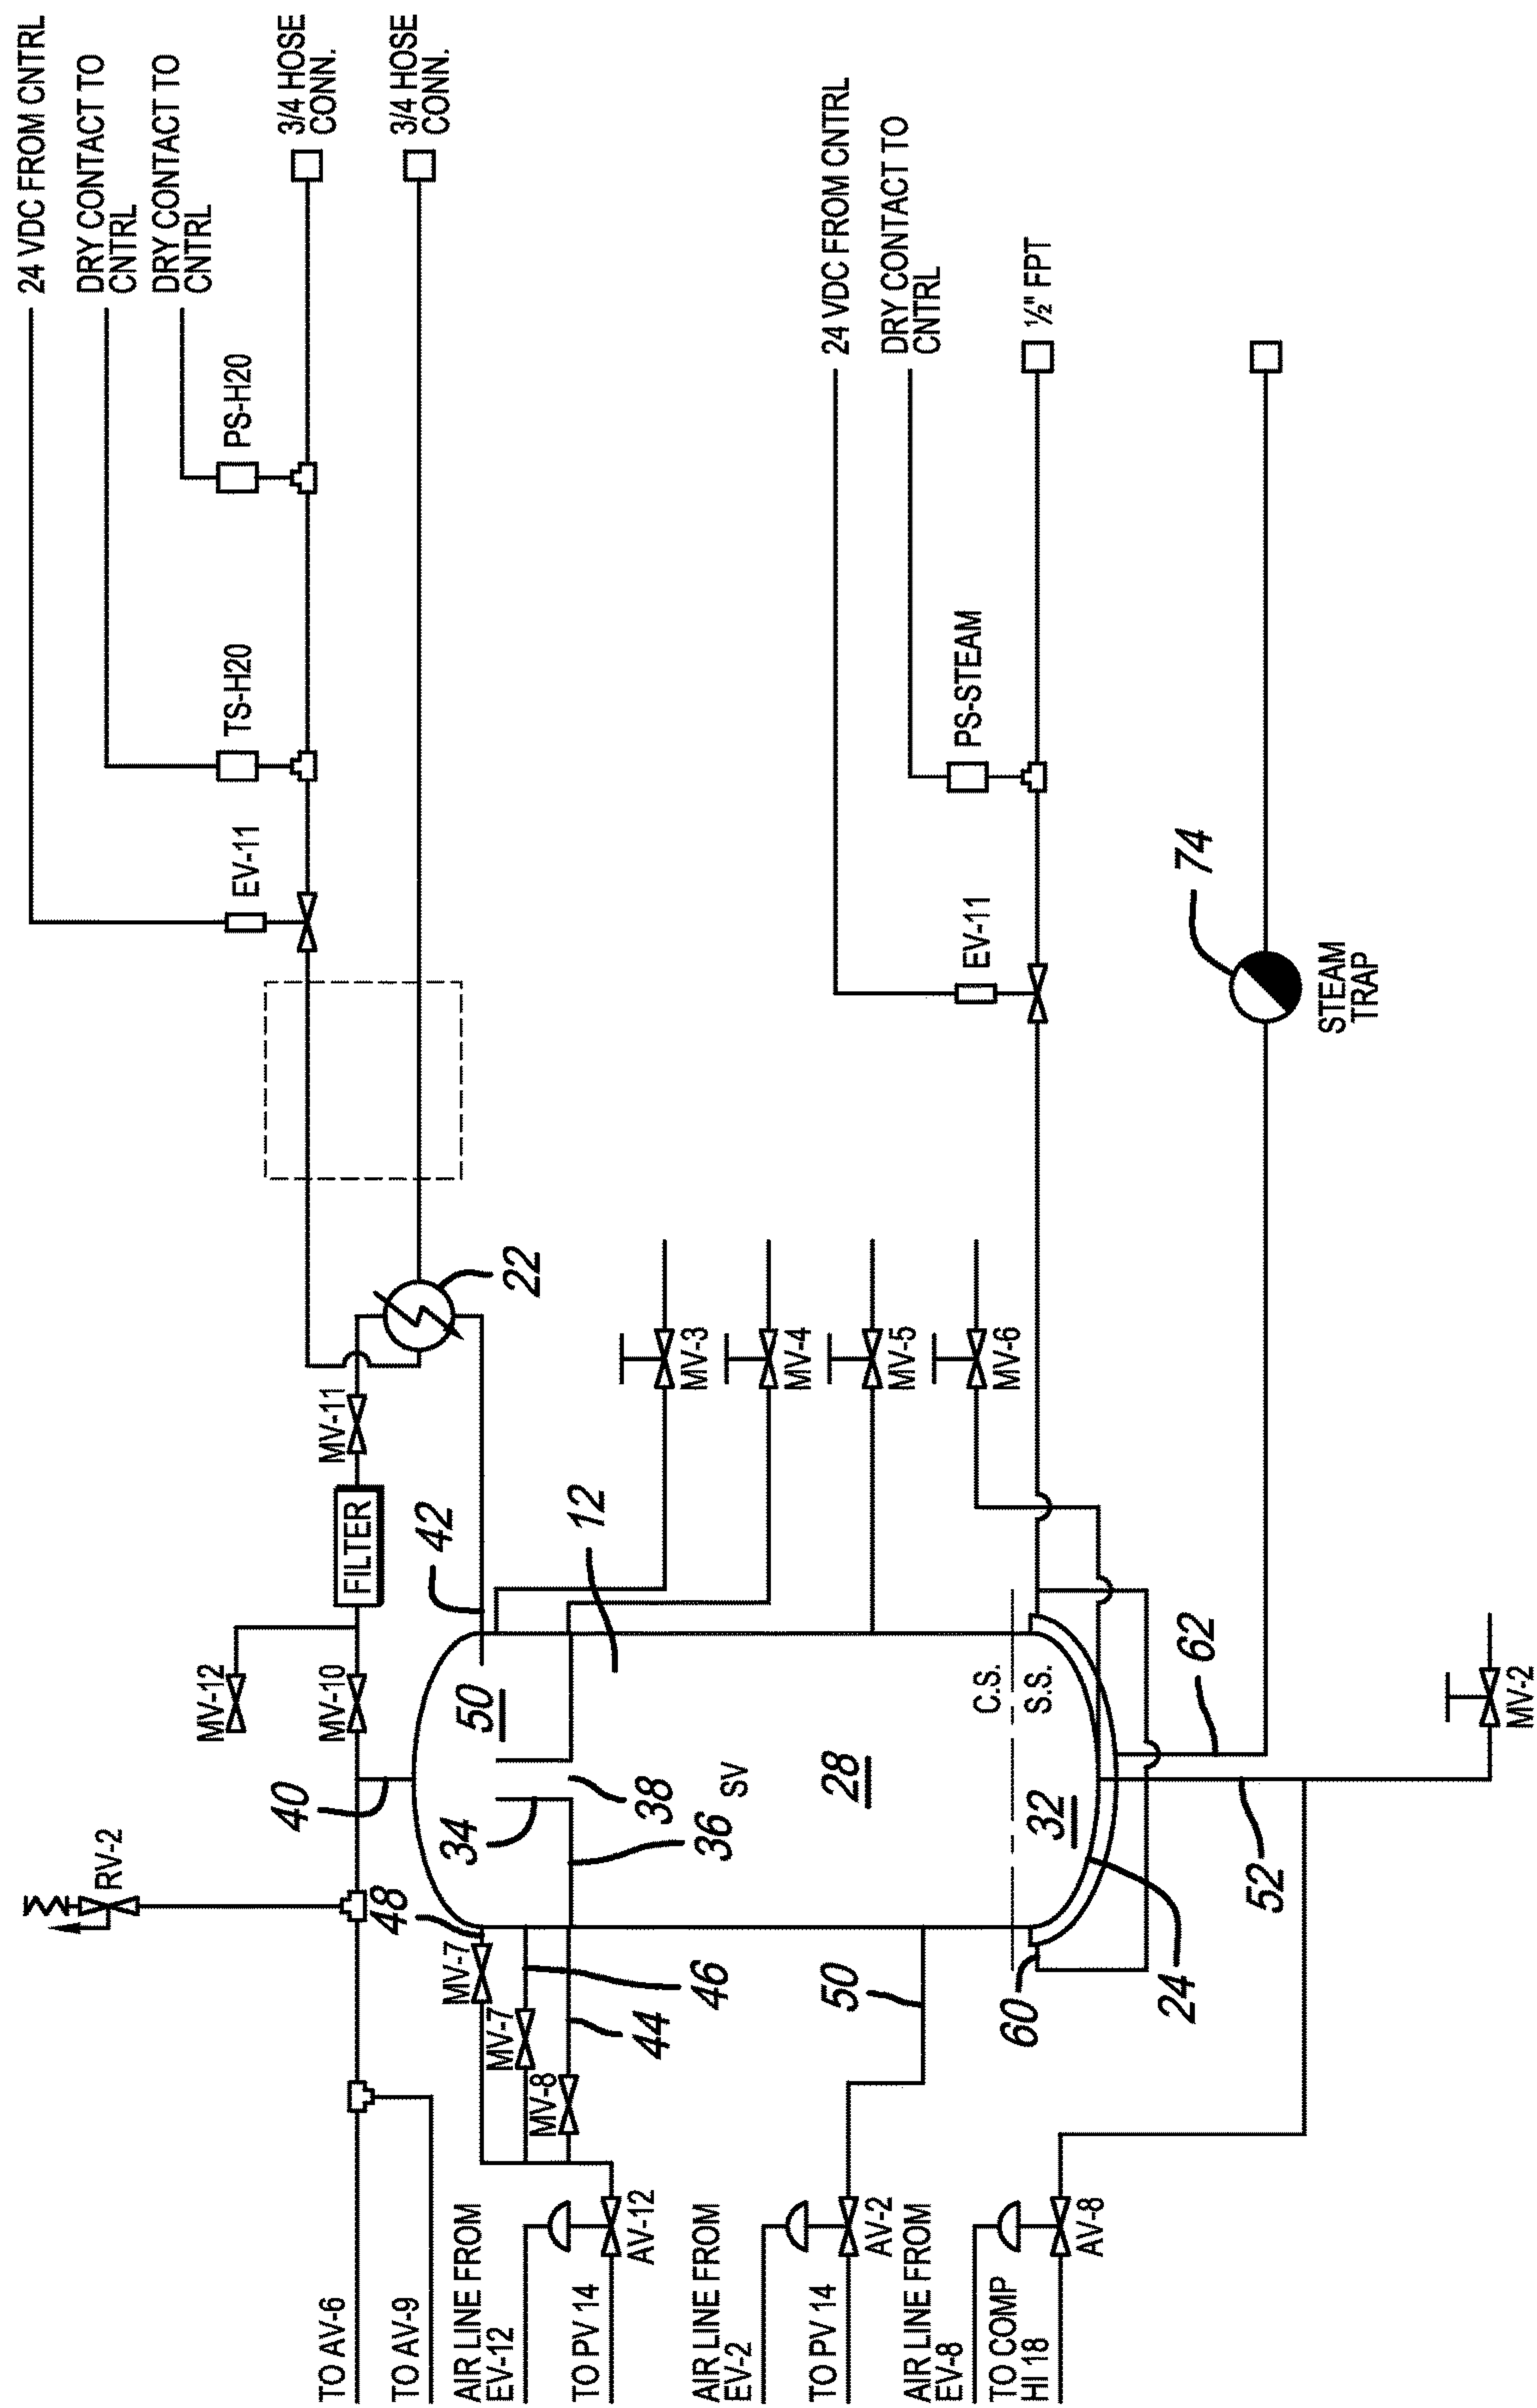 24 VDC FROM CNTRL
DRY CONTACT TO
CNTRL
DRY CONTACT TO
CNTRL
3/4 HOSE
CONN.
3/4 HOSE
CONN.
PS-H20
TS-H20
EV-11
24 VDC FROM CNTRL
DRY CONTACT TO
CNTRL
½" FPT
PS-STEAM
EV-11
74
STEAM
TRAP
22
MV-11
FILTER
MV-12
MV-10
MV-3
MV-4
MV-5
MV-6
42
12
40
RV-2
50
34
38
36
SV
28
C.S.
S.S.
32
62
MV-2
52
24
60
48
MV-7
46
MV-7
44
MV-8
50
TO AV-6
TO AV-9
AIR LINE FROM
EV-12
AV-12
TO PV 14
AIR LINE FROM
EV-2
AV-2
TO PV 14
AIR LINE FROM
EV-8
AV-8
TO COMP
HI 18